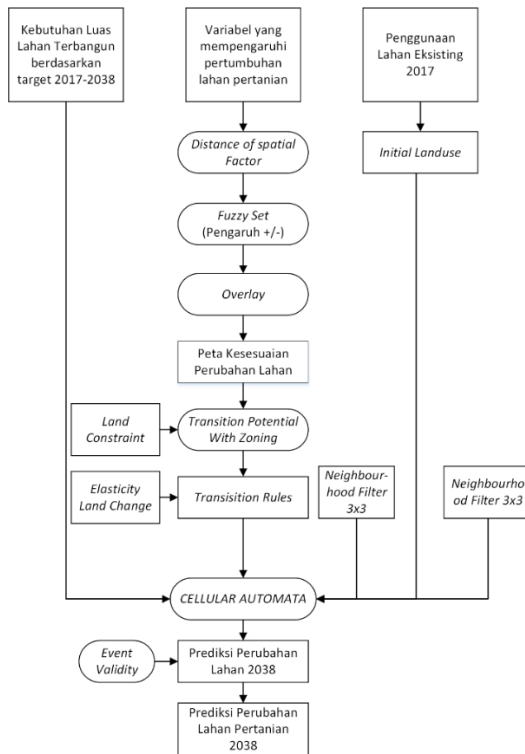 Kebutuhan Luas
Lahan Terbangun
berdasarkan
target 2017-2038
Variabel yang
mempengaruhi
pertumbuhan
lahan pertanian
Penggunaan
Lahan Eksisting
2017
Distance of spatial
Factor
Initial Landuse
Fuzzy Set
(Pengaruh +/-)
Overlay
Peta Kesesuaian
Perubahan Lahan
Land
Constraint
Transition Potential
With Zoning
Elasticity
Land Change
Transisition Rules
Neighbour-
hood Filter
3x3
Neighbourho
od Filter 3x3
CELLULAR AUTOMATA
Event
Validity
Prediksi Perubahan
Lahan 2038
Prediksi Perubahan
Lahan Pertanian
2038